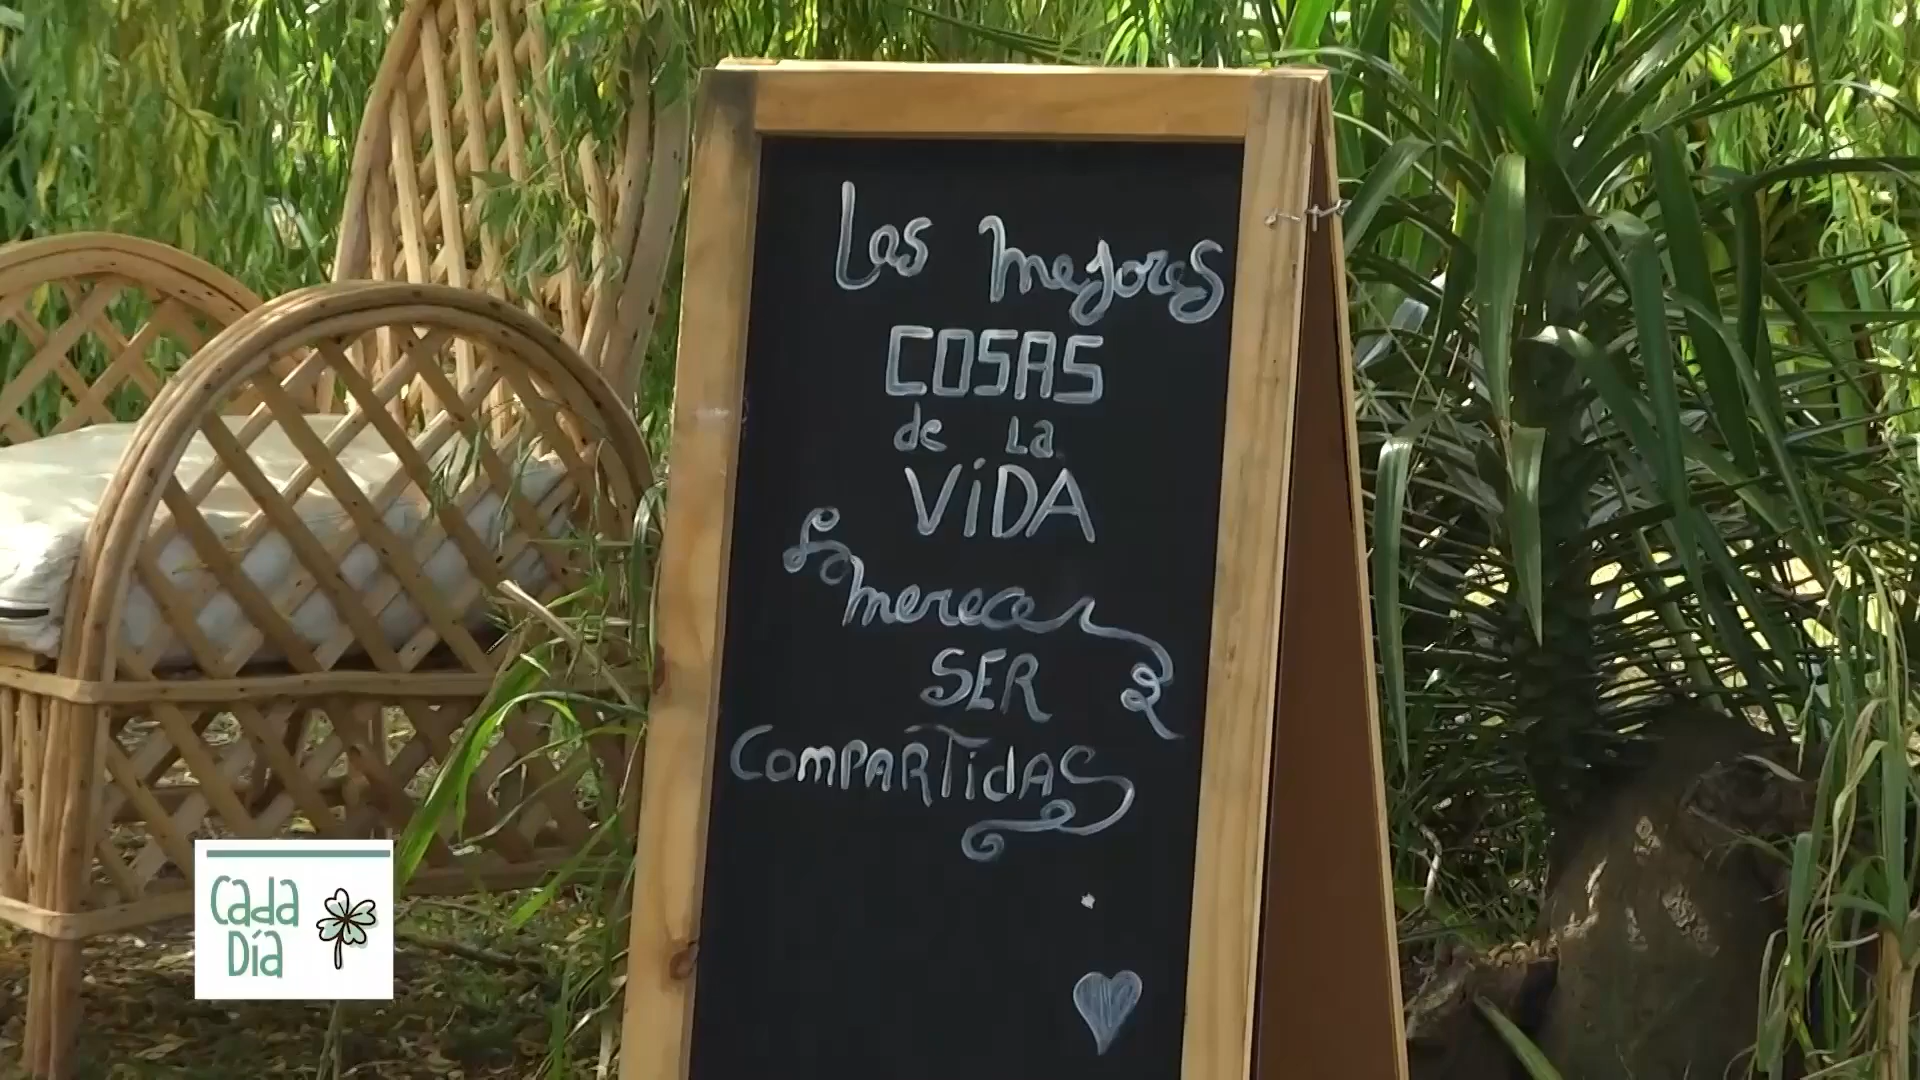 Las mejores
COSAS
de La
ViDA
merecen
SER
COMPARTidAS
Cada
Día